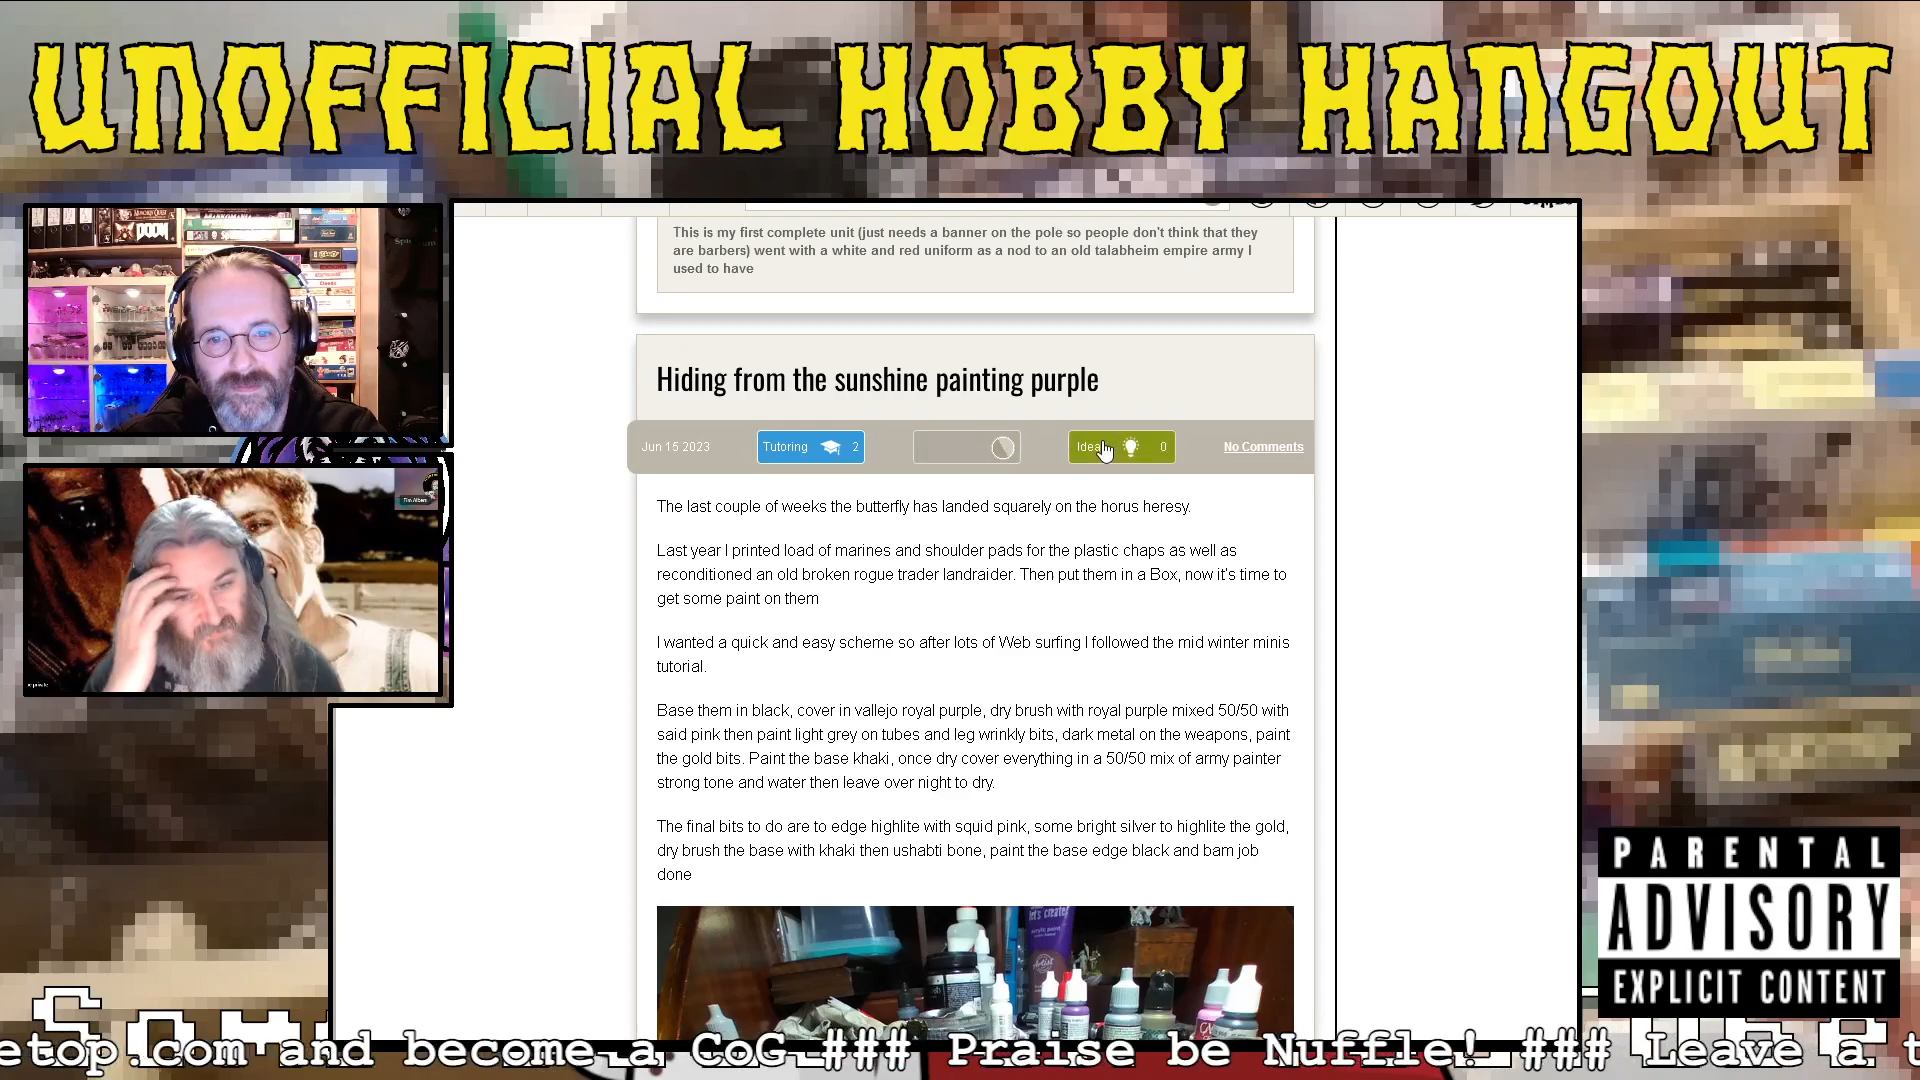 UNOFFICIAL HOBBY HANGOUT
DOOM
This is my first complete unit (just needs a banner on the pole so people don't think that they
are barbers) went with a white and red uniform as a nod to an old talabheim empire army I
used to have
Hiding from the sunshine painting purple
Jun 15 2023
Tutoring 2
Idea 0
No Comments
The last couple of weeks the butterfly has landed squarely on the horus heresy.
Last year I printed load of marines and shoulder pads for the plastic chaps as well as
reconditioned an old broken rogue trader landraider. Then put them in a Box, now it's time to
get some paint on them
I wanted a quick and easy scheme so after lots of Web surfing I followed the mid winter minis
tutorial.
Base them in black, cover in vallejo royal purple, dry brush with royal purple mixed 50/50 with
said pink then paint light grey on tubes and leg wrinkly bits, dark metal on the weapons, paint
the gold bits. Paint the base khaki, once dry cover everything in a 50/50 mix of army painter
strong tone and water then leave over night to dry.
The final bits to do are to edge highlite with squid pink, some bright silver to highlite the gold,
dry brush the base with khaki then ushabti bone, paint the base edge black and bam job
done
let's create
Tim Albers
PARENTAL
ADVISORY
EXPLICIT CONTENT
etop.com and become a CoG ### Praise be Nuffle! ### Leave a t